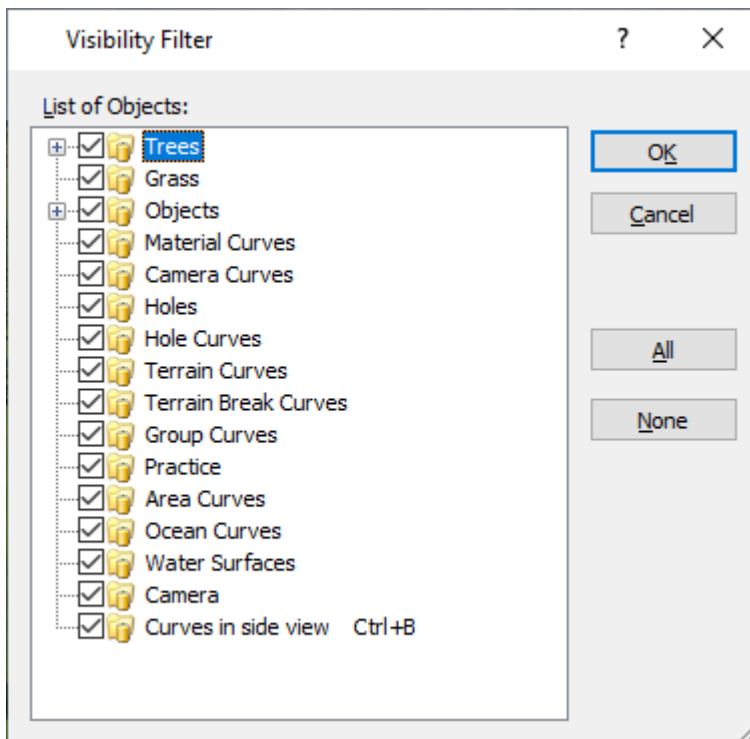 Visibility Filter
List of Objects:
Trees
Grass
Objects
Material Curves
Camera Curves
Holes
Hole Curves
Terrain Curves
Terrain Break Curves
Group Curves
Practice
Area Curves
Ocean Curves
Water Surfaces
Camera
Curves in side view Ctrl+B
OK
Cancel
All
None